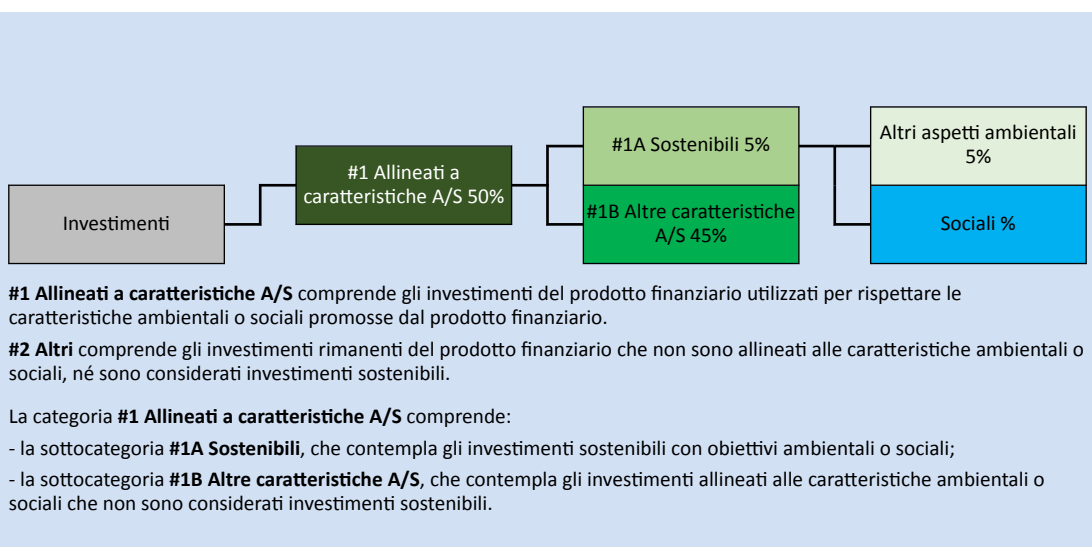 Investimenti
#1 Allineati a
caratteristiche A/S 50%
#1A Sostenibili 5%
#1B Altre caratteristiche
A/S 45%
Altri aspetti ambientali
5%
Sociali %
#1 Allineati a caratteristiche A/S comprende gli investimenti del prodotto finanziario utilizzati per rispettare le
caratteristiche ambientali o sociali promosse dal prodotto finanziario.
#2 Altri comprende gli investimenti rimanenti del prodotto finanziario che non sono allineati alle caratteristiche ambientali o
sociali, né sono considerati investimenti sostenibili.
La categoria #1 Allineati a caratteristiche A/S comprende:
- la sottocategoria #1A Sostenibili, che contempla gli investimenti sostenibili con obiettivi ambientali o sociali;
- la sottocategoria #1B Altre caratteristiche A/S, che contempla gli investimenti allineati alle caratteristiche ambientali o
sociali che non sono considerati investimenti sostenibili.